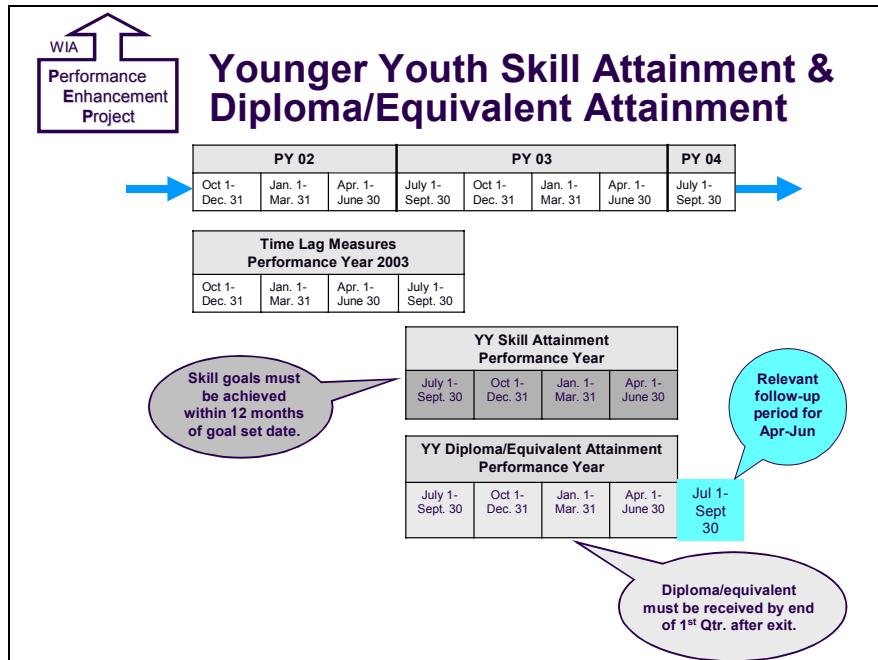 WIA
Performance
Enhancement
Project
Younger Youth Skill Attainment &
Diploma/Equivalent Attainment
PY 02 PY 03 PY 04
Oct 1- Jan. 1- Apr. 1- July 1- Oct 1- Jan. 1- Apr. 1- July 1-
Dec. 31 Mar. 31 June 30 Sept. 30 Dec. 31 Mar. 31 June 30 Sept. 30
Time Lag Measures
Performance Year 2003
Oct 1- Jan. 1- Apr. 1- July 1-
Dec. 31 Mar. 31 June 30 Sept. 30
YY Skill Attainment
Performance Year
July 1- Oct 1- Jan. 1- Apr. 1-
Sept. 30 Dec. 31 Mar. 31 June 30
Skill goals must
be achieved
within 12 months
of goal set date.
Relevant
follow-up
period for
Apr-Jun
YY Diploma/Equivalent Attainment
Performance Year
July 1- Oct 1- Jan. 1- Apr. 1-
Sept. 30 Dec. 31 Mar. 31 June 30
Jul 1-
Sept
30
Diploma/equivalent
must be received by end
of 1st Qtr. after exit.